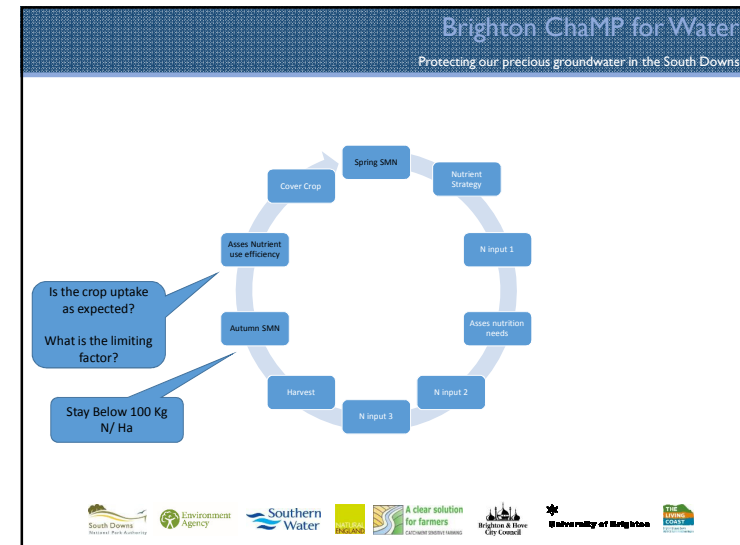 Brighton ChaMP for Water
Protecting our precious groundwater in the South Downs
Spring SMN
Nutrient
Strategy
N input 1
Asses nutrition
needs
N input 2
N input 3
Harvest
Autumn SMN
Asses Nutrient
use efficiency
Cover Crop
Is the crop uptake
as expected?
What is the limiting
factor?
Stay Below 100 Kg
N/ Ha
South Downs
National Park Authority
Environment
Agency
Southern
Water
NATURAL
ENGLAND
A clear solution
for farmers
CATCHMENT SENSITIVE FARMING
Brighton & Hove
City Council
University of Brighton
THE
LIVING
COAST